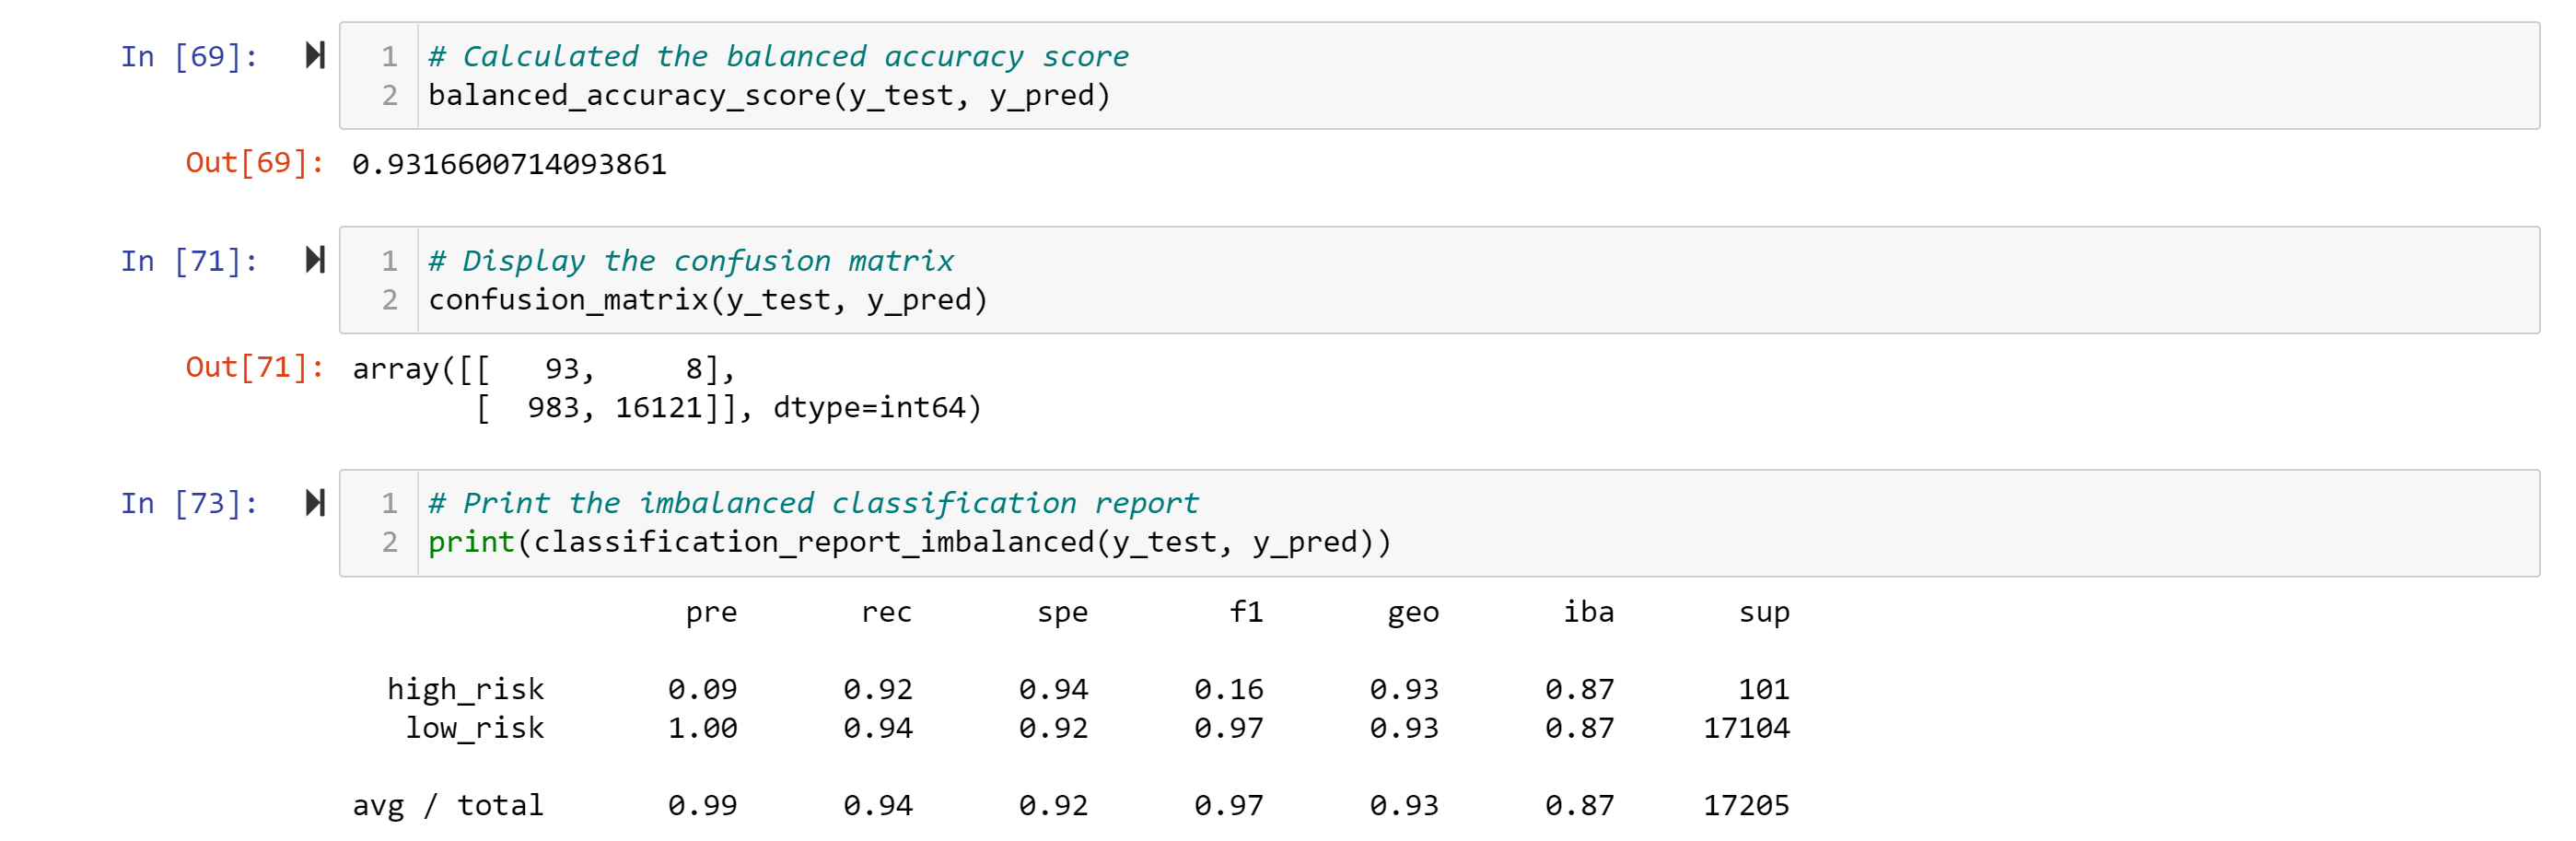 In [69]: 1 # Calculated the balanced accuracy score
2 balanced_accuracy_score(y_test, y_pred)
Out[69]: 0.9316600714093861
In [71]: 1 # Display the confusion matrix
2 confusion_matrix(y_test, y_pred)
Out[71]: array([[   93,     8],
       [  983, 16121]], dtype=int64)
In [73]: 1 # Print the imbalanced classification report
2 print(classification_report_imbalanced(y_test, y_pred))
pre rec spe f1 geo iba sup
high_risk 0.09 0.92 0.94 0.16 0.93 0.87 101
low_risk 1.00 0.94 0.92 0.97 0.93 0.87 17104
avg / total 0.99 0.94 0.92 0.97 0.93 0.87 17205